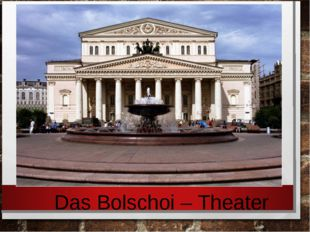 Das Bolschoi – Theater